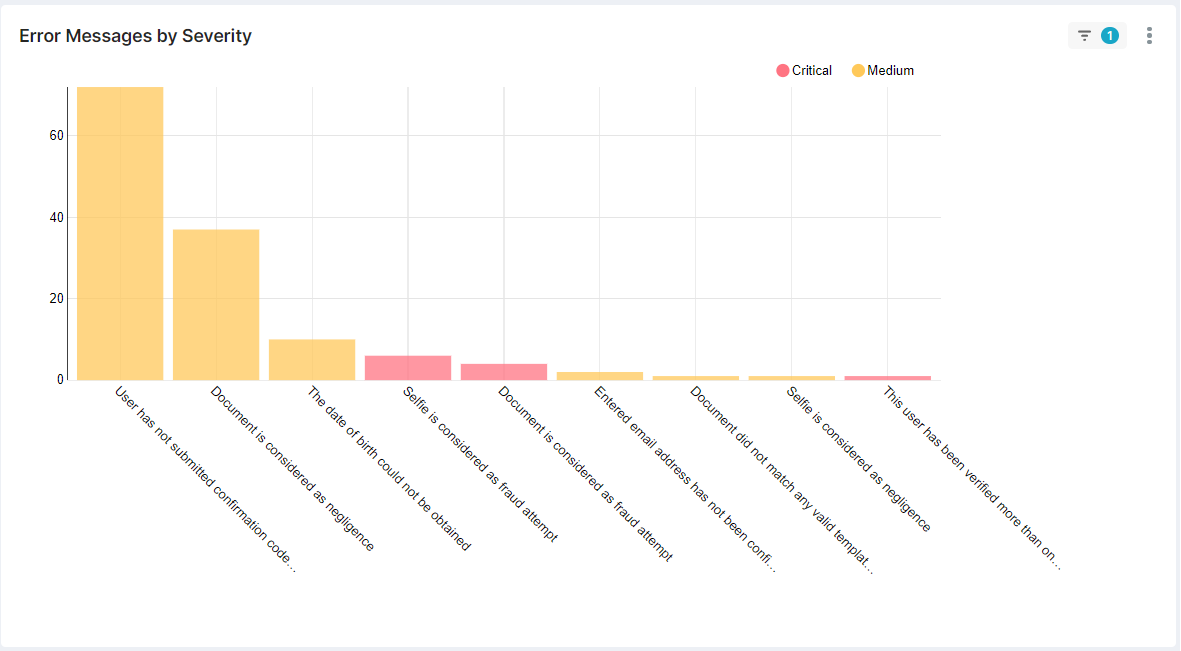 Error Messages by Severity
1
Critical
Medium
60
40
20
0
User has not submitted confirmation code...
Document is considered as negligence
The date of birth could not be obtained
Selfie is considered as fraud attempt
Document is considered as fraud attempt
Entered email address has not been confi...
Document did not match any valid templat...
Selfie is considered as negligence
This user has been verified more than on...